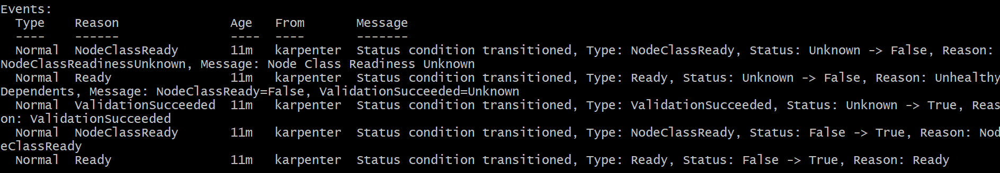 Events:
  Type    Reason               Age   From       Message
  ----    ------               ----  ----       -------
  Normal  NodeClassReady       11m   karpenter  Status condition transitioned, Type: NodeClassReady, Status: Unknown -> False, Reason:
NodeClassReadinessUnknown, Message: Node Class Readiness Unknown
  Normal  Ready                11m   karpenter  Status condition transitioned, Type: Ready, Status: Unknown -> False, Reason: Unhealthy
Dependents, Message: NodeClassReady=False, ValidationSucceeded=Unknown
  Normal  ValidationSucceeded  11m   karpenter  Status condition transitioned, Type: ValidationSucceeded, Status: Unknown -> True, Reas
on: ValidationSucceeded
  Normal  NodeClassReady       11m   karpenter  Status condition transitioned, Type: NodeClassReady, Status: False -> True, Reason: Nod
eClassReady
  Normal  Ready                11m   karpenter  Status condition transitioned, Type: Ready, Status: False -> True, Reason: Ready